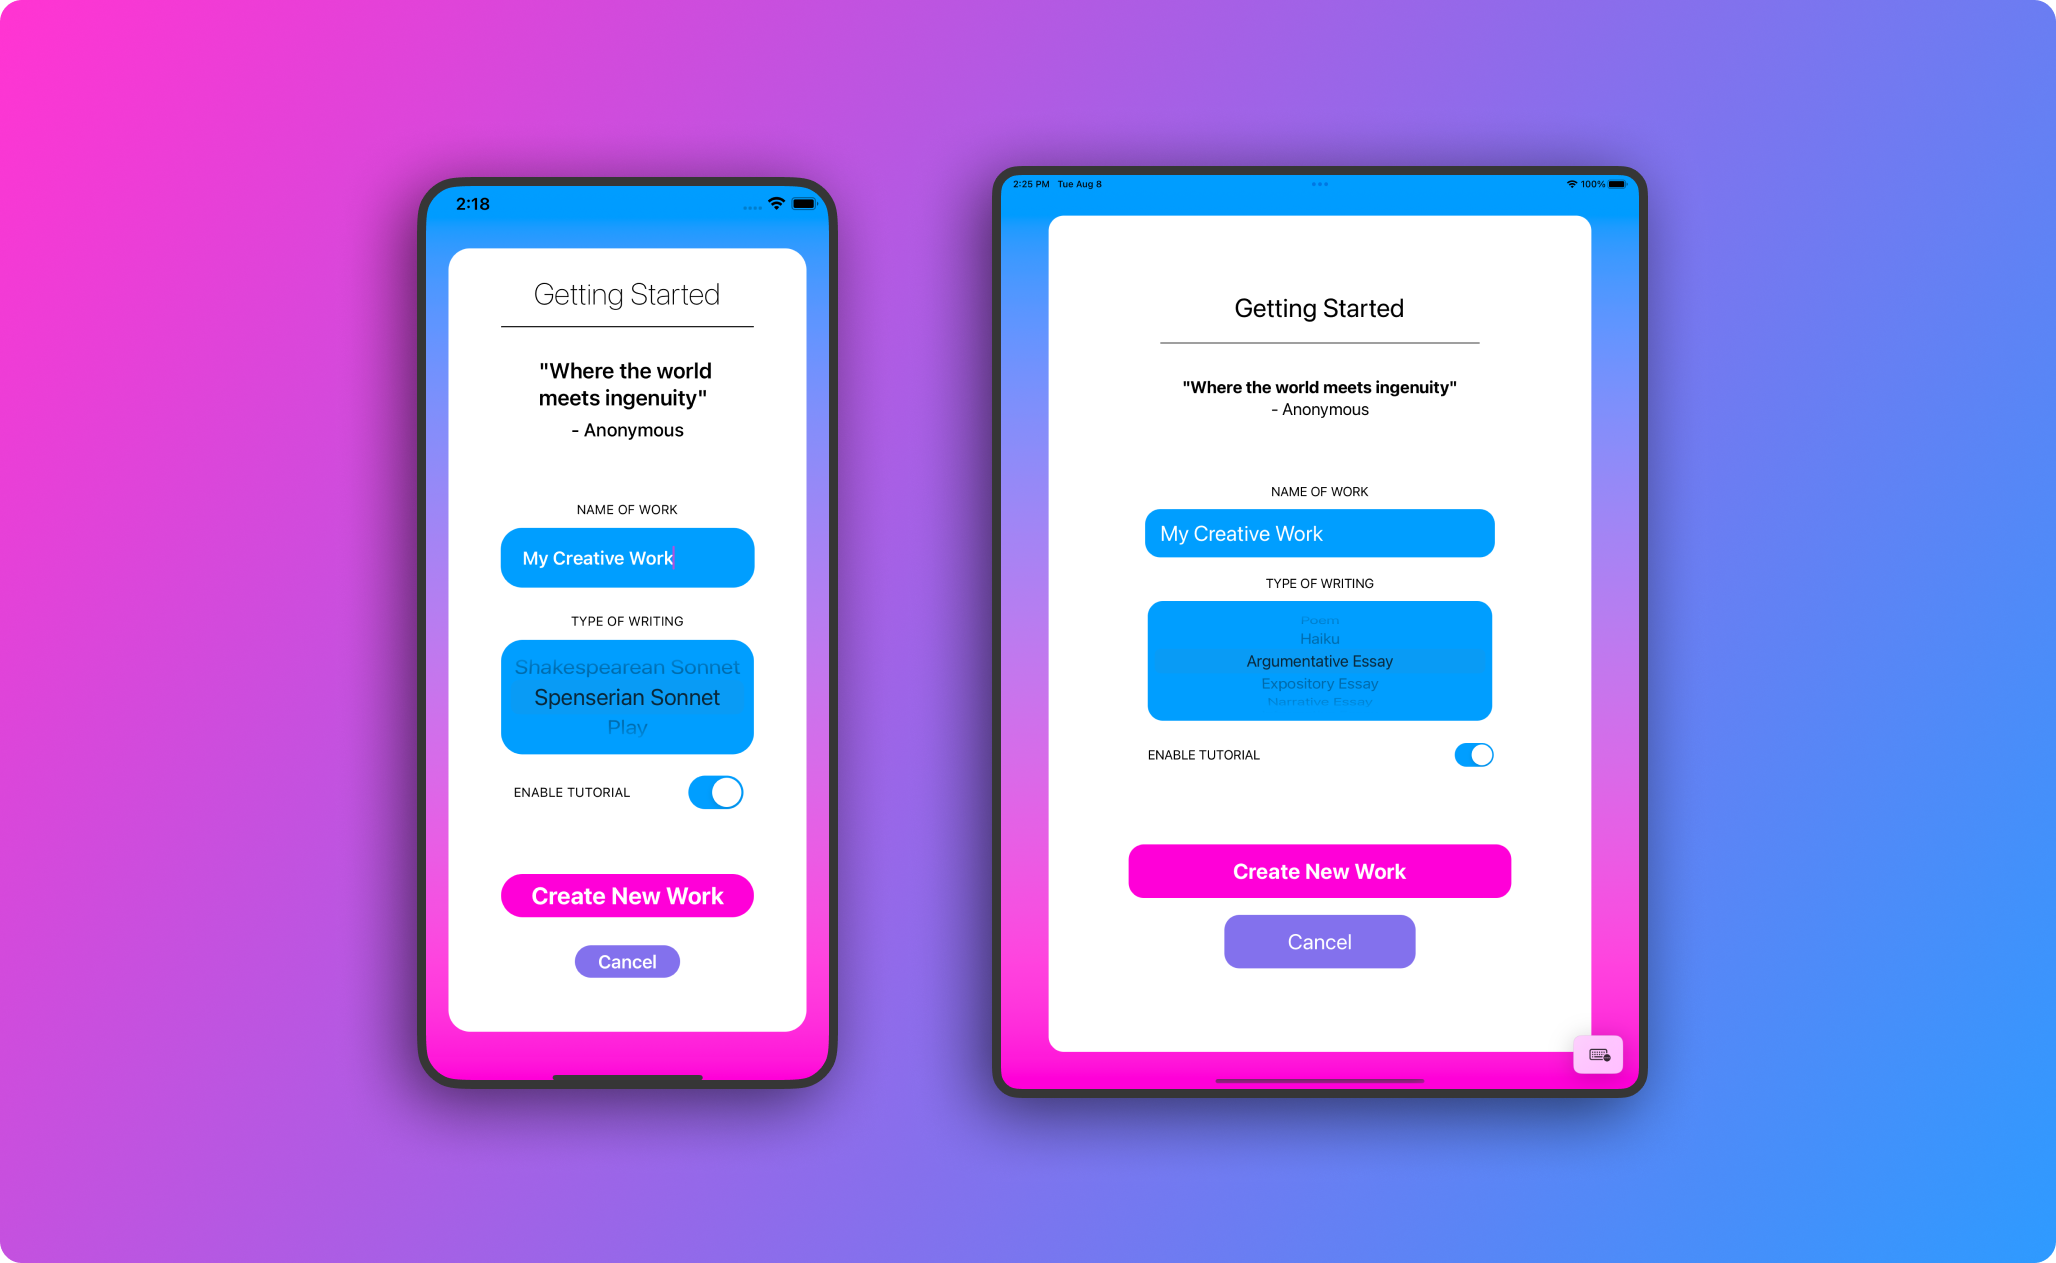 2:18
Getting Started
"Where the world
meets ingenuity"
- Anonymous
NAME OF WORK
My Creative Work
TYPE OF WRITING
Shakespearean Sonnet
Spenserian Sonnet
Play
ENABLE TUTORIAL
Create New Work
Cancel
2:25 PM Tue Aug 8
100%
Getting Started
"Where the world meets ingenuity"
- Anonymous
NAME OF WORK
My Creative Work
TYPE OF WRITING
Poem
Haiku
Argumentative Essay
Expository Essay
Narrative Essay
ENABLE TUTORIAL
Create New Work
Cancel